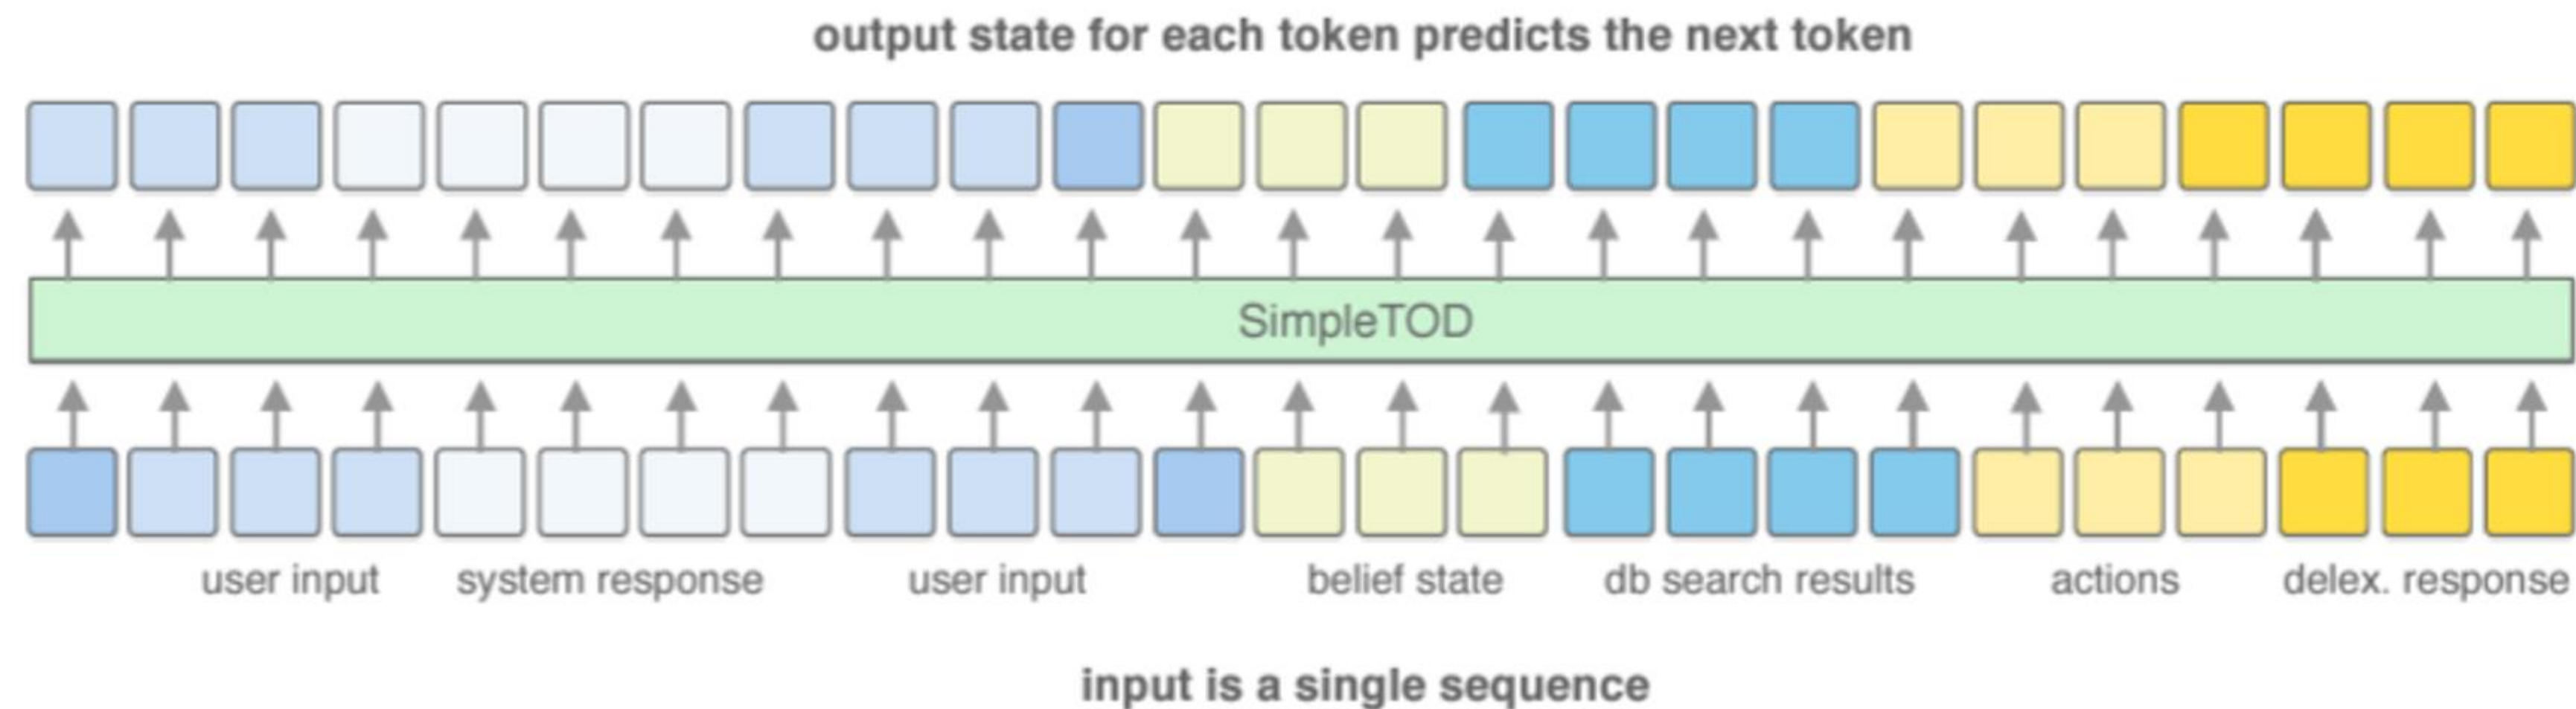 output state for each token predicts the next token
SimpleTOD
user input system response user input belief state db search results actions delex. response
input is a single sequence